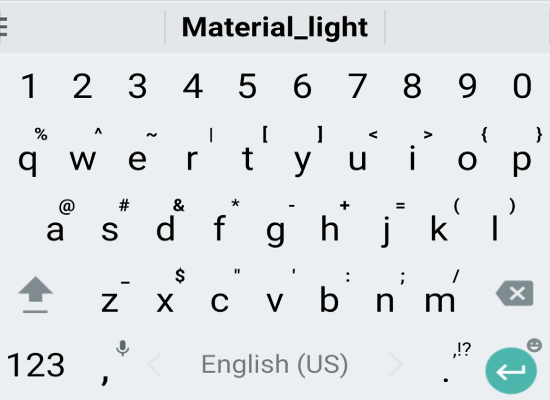 Material_light
1 2 3 4 5 6 7 8 9 0
% ^ ~ | [ ] < > { }
q w e r t y u i o p
@ # & * - + = ( )
a s d f g h j k l
_ $ " ' : ; /
z x c v b n m
,!?
123 , English (US) .